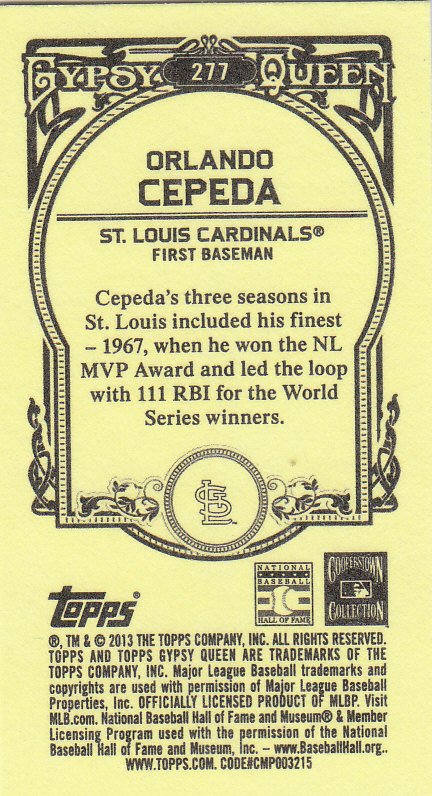 GYPSY 277 QUEEN
ORLANDO
CEPEDA
ST. LOUIS CARDINALS®
FIRST BASEMAN
Cepeda's three seasons in
St. Louis included his finest
– 1967, when he won the NL
MVP Award and led the loop
with 111 RBI for the World
Series winners.
STL
NATIONAL
BASEBALL
HALL OF FAME
COOPERSTOWN
COLLECTION
topps®
®, TM & © 2013 THE TOPPS COMPANY, INC. ALL RIGHTS RESERVED.
TOPPS AND TOPPS GYPSY QUEEN ARE TRADEMARKS OF THE
TOPPS COMPANY, INC. Major League Baseball trademarks and
copyrights are used with permission of Major League Baseball
Properties, Inc. OFFICIALLY LICENSED PRODUCT OF MLBP. Visit
MLB.com. National Baseball Hall of Fame and Museum® & Member
Licensing Program used with the permission of the National
Baseball Hall of Fame and Museum, Inc. – www.BaseballHall.org..
WWW.TOPPS.COM. CODE#CMP003215